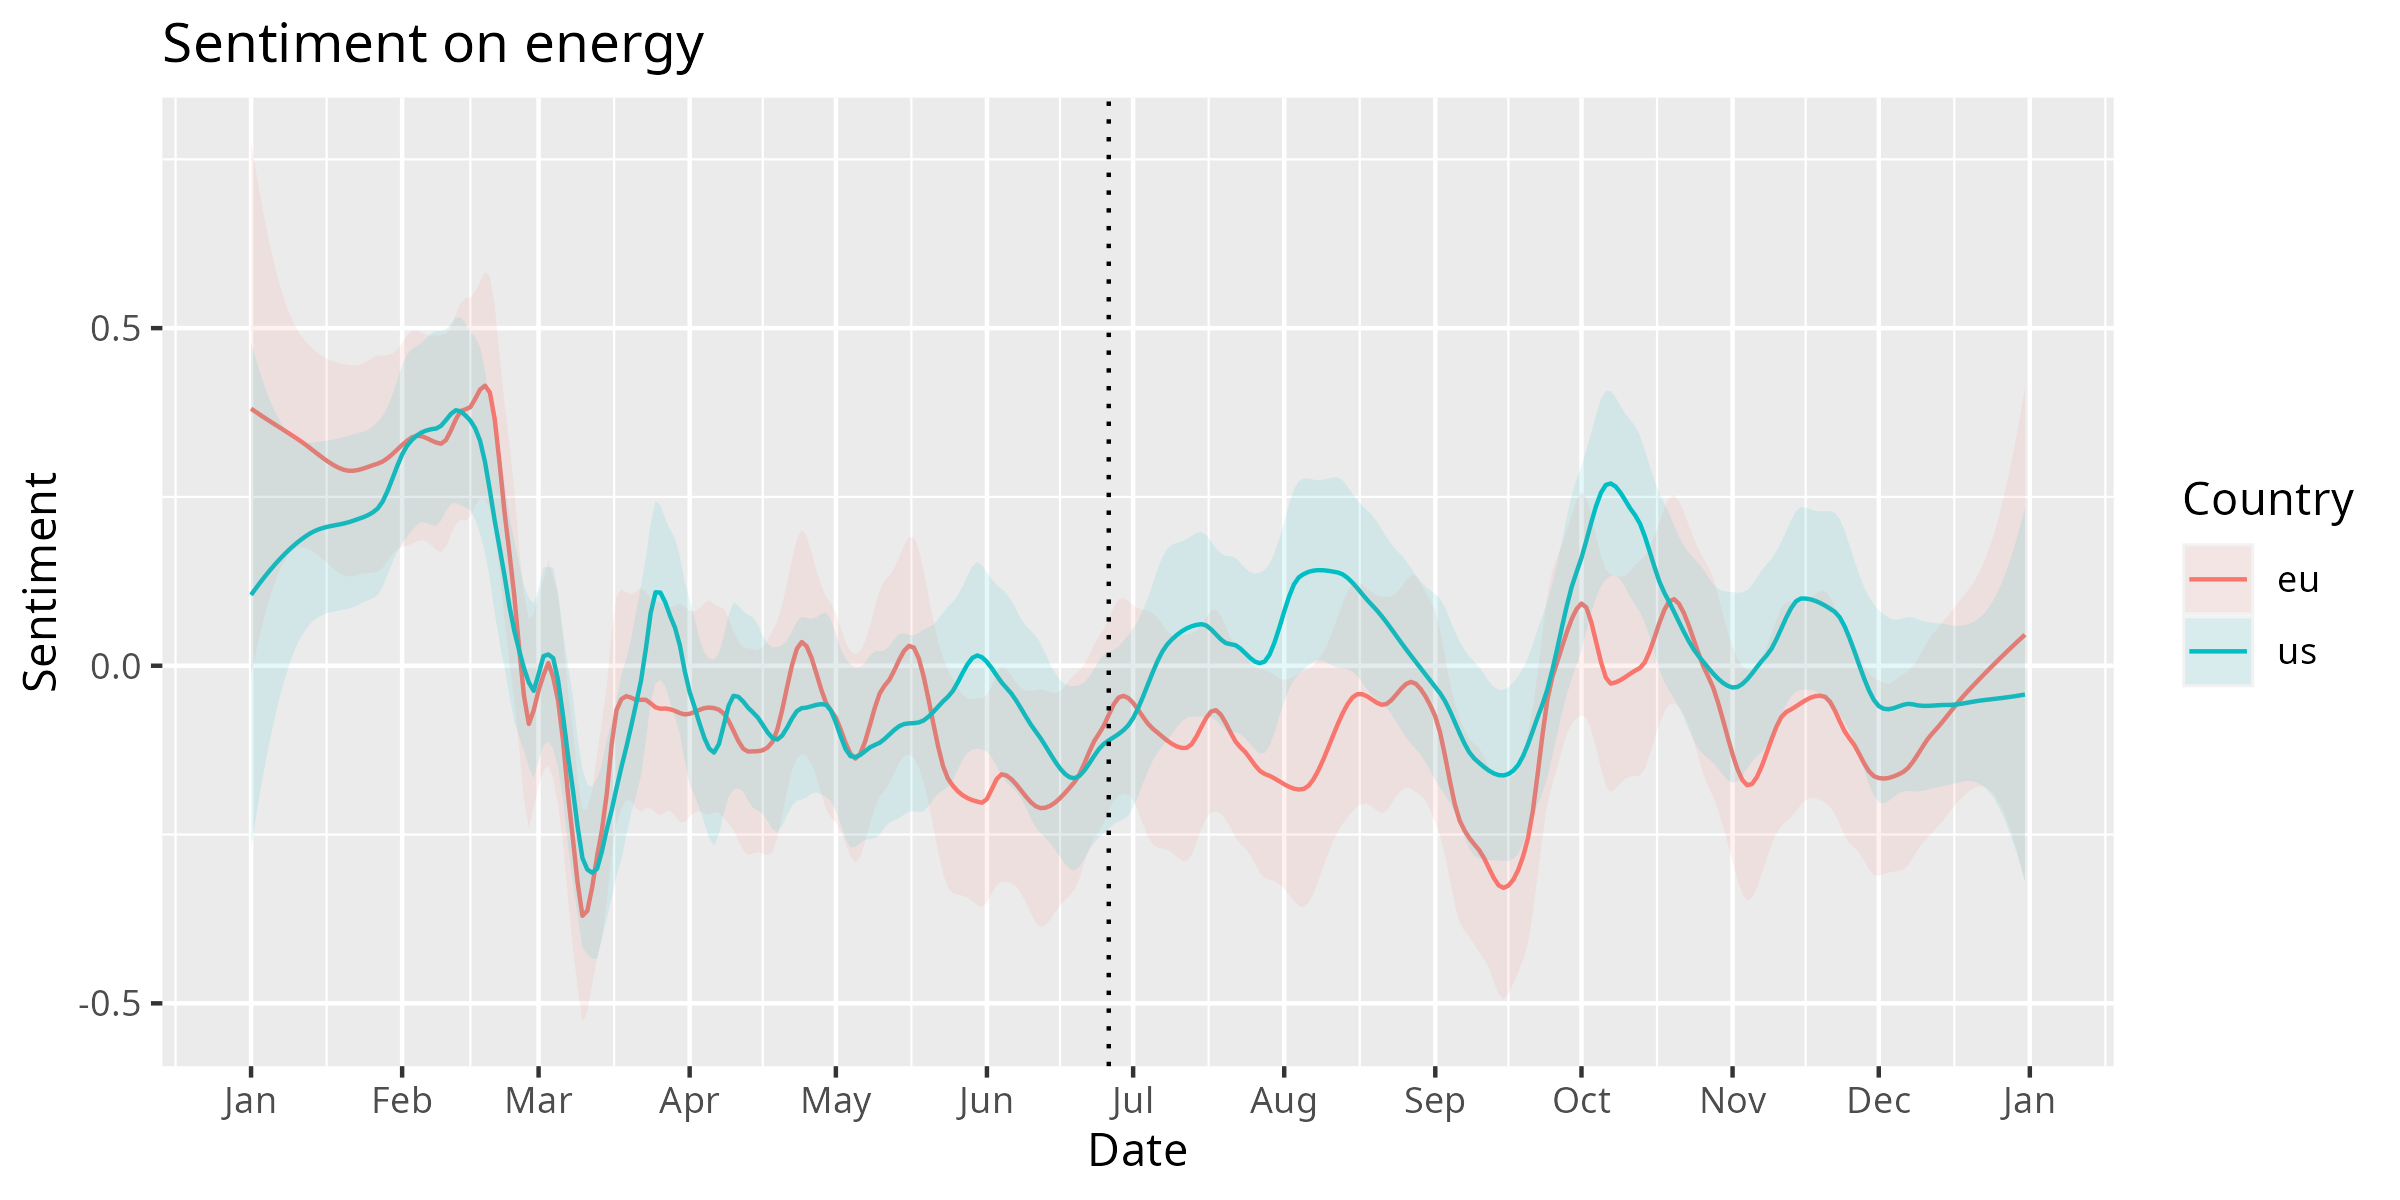 Sentiment on energy
Sentiment
0.5
0.0
-0.5
Jan Feb Mar Apr May Jun Jul Aug Sep Oct Nov Dec Jan
Date
Country
eu
us